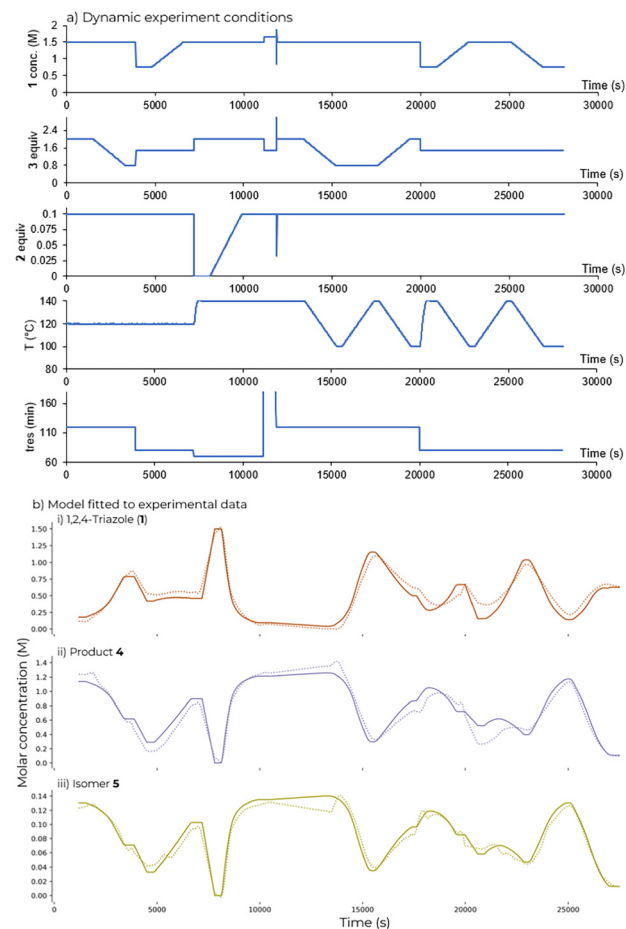 a) Dynamic experiment conditions
1 conc. (M)
2
1.5
1
0.5
0
Time (s)
0 5000 10000 15000 20000 25000 30000
3 equiv
2.4
1.6
0.8
0
Time (s)
0 5000 10000 15000 20000 25000 30000
2 equiv
0.1
0.075
0.05
0.025
0
Time (s)
0 5000 10000 15000 20000 25000 30000
T (°C)
140
120
100
80
Time (s)
0 5000 10000 15000 20000 25000 30000
tres (min)
160
110
60
Time (s)
0 5000 10000 15000 20000 25000 30000
b) Model fitted to experimental data
i) 1,2,4-Triazole (1)
1.50
1.25
1.00
0.75
0.50
0.25
0.00
Molar concentration (M)
ii) Product 4
1.4
1.2
1.0
0.8
0.6
0.4
0.2
0.0
iii) Isomer 5
0.14
0.12
0.10
0.08
0.06
0.04
0.02
0.00
0 5000 10000 15000 20000 25000
Time (s)